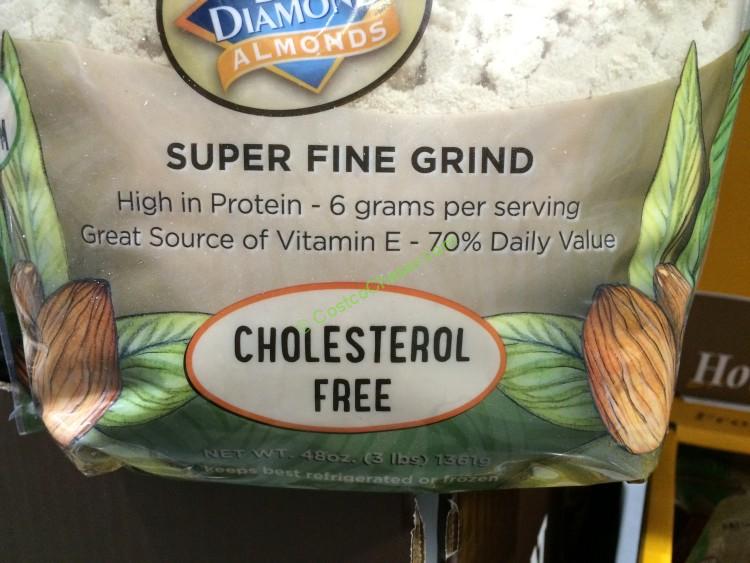 DIAMOND
ALMONDS
SUPER FINE GRIND
High in Protein - 6 grams per serving
Great Source of Vitamin E - 70% Daily Value
CHOLESTEROL
FREE
NET WT. 48oz. (3 lbs) 1361g
keeps best refrigerated or frozen
Ho